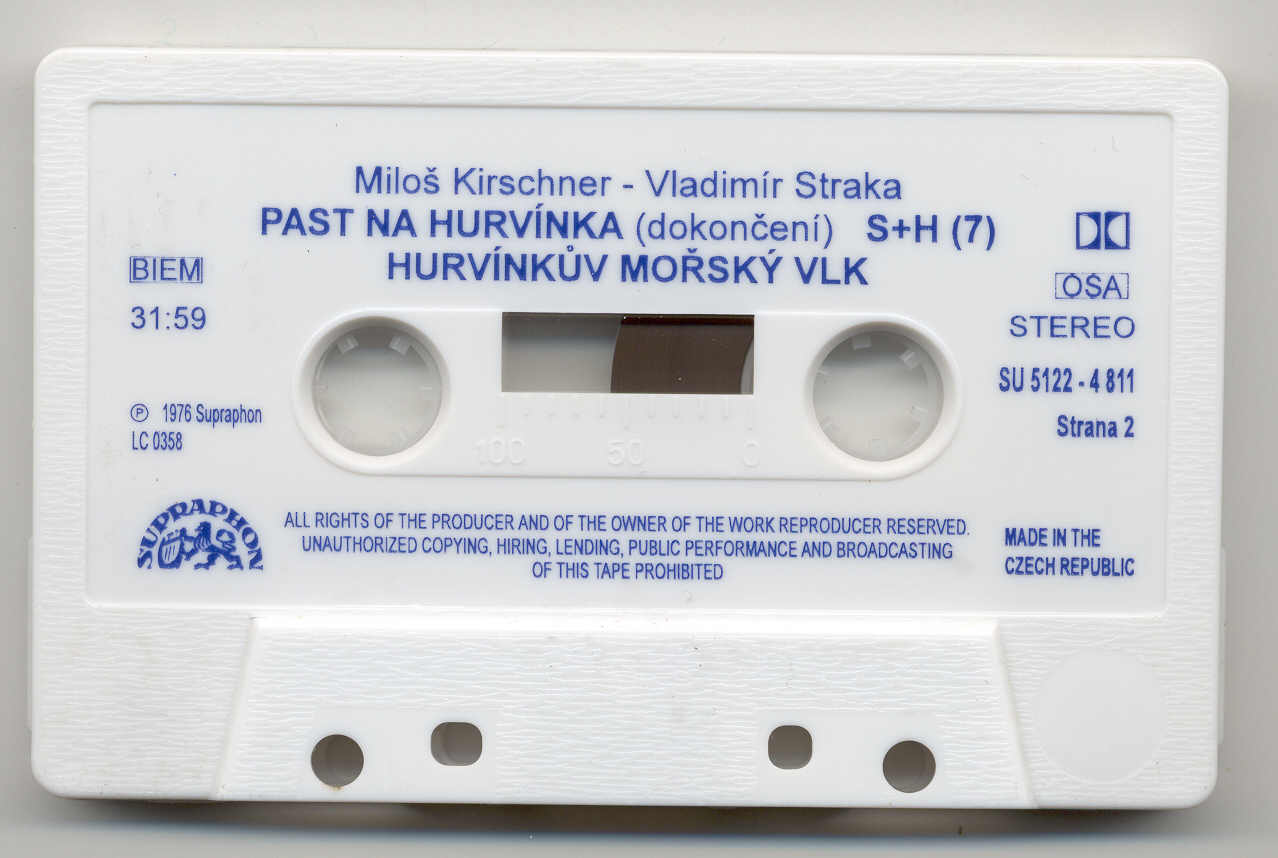 Miloš Kirschner - Vladimír Straka
PAST NA HURVÍNKA (dokončení) S+H (7)
HURVÍNKŮV MOŘSKÝ VLK
BIEM
31:59
OSA
STEREO
SU 5122 - 4 811
Strana 2
Ⓟ 1976 Supraphon
LC 0358
100 50 0
SUPRAPHON
ALL RIGHTS OF THE PRODUCER AND OF THE OWNER OF THE WORK REPRODUCER RESERVED.
UNAUTHORIZED COPYING, HIRING, LENDING, PUBLIC PERFORMANCE AND BROADCASTING
OF THIS TAPE PROHIBITED
MADE IN THE
CZECH REPUBLIC